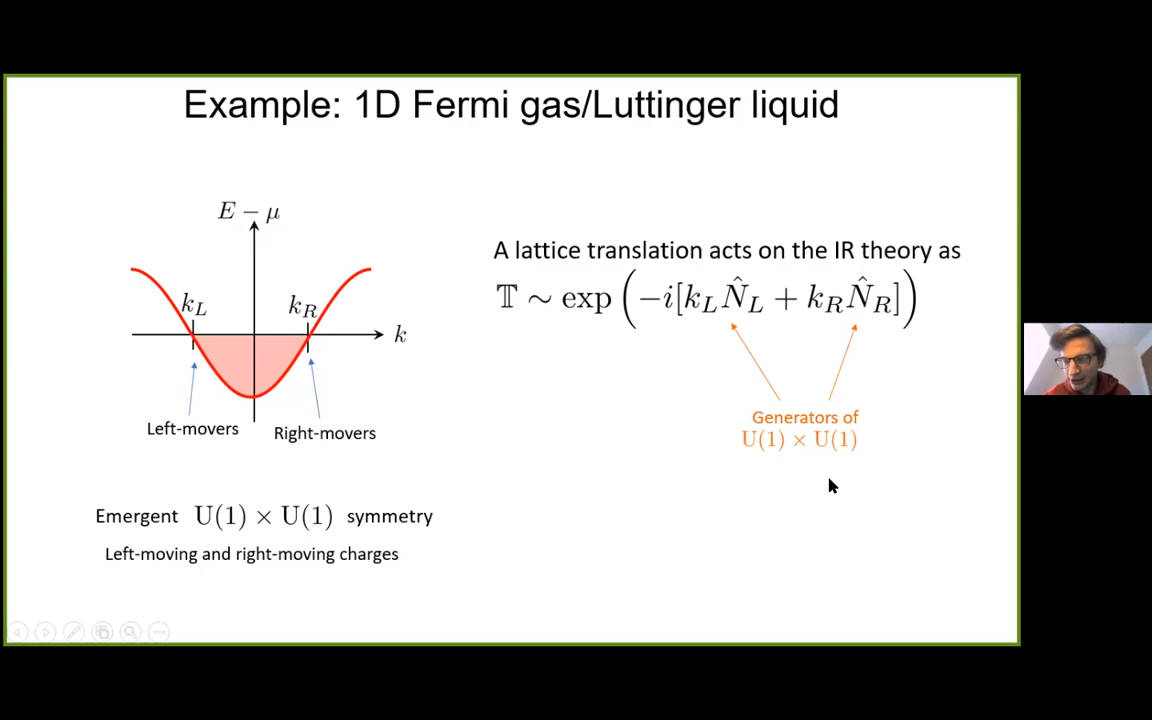 Example: 1D Fermi gas/Luttinger liquid
E − μ
k_L
k_R
k
Left-movers
Right-movers
Emergent U(1) × U(1) symmetry
Left-moving and right-moving charges
A lattice translation acts on the IR theory as
𝕋 ∼ exp(−i[k_L N̂_L + k_R N̂_R])
Generators of
U(1) × U(1)